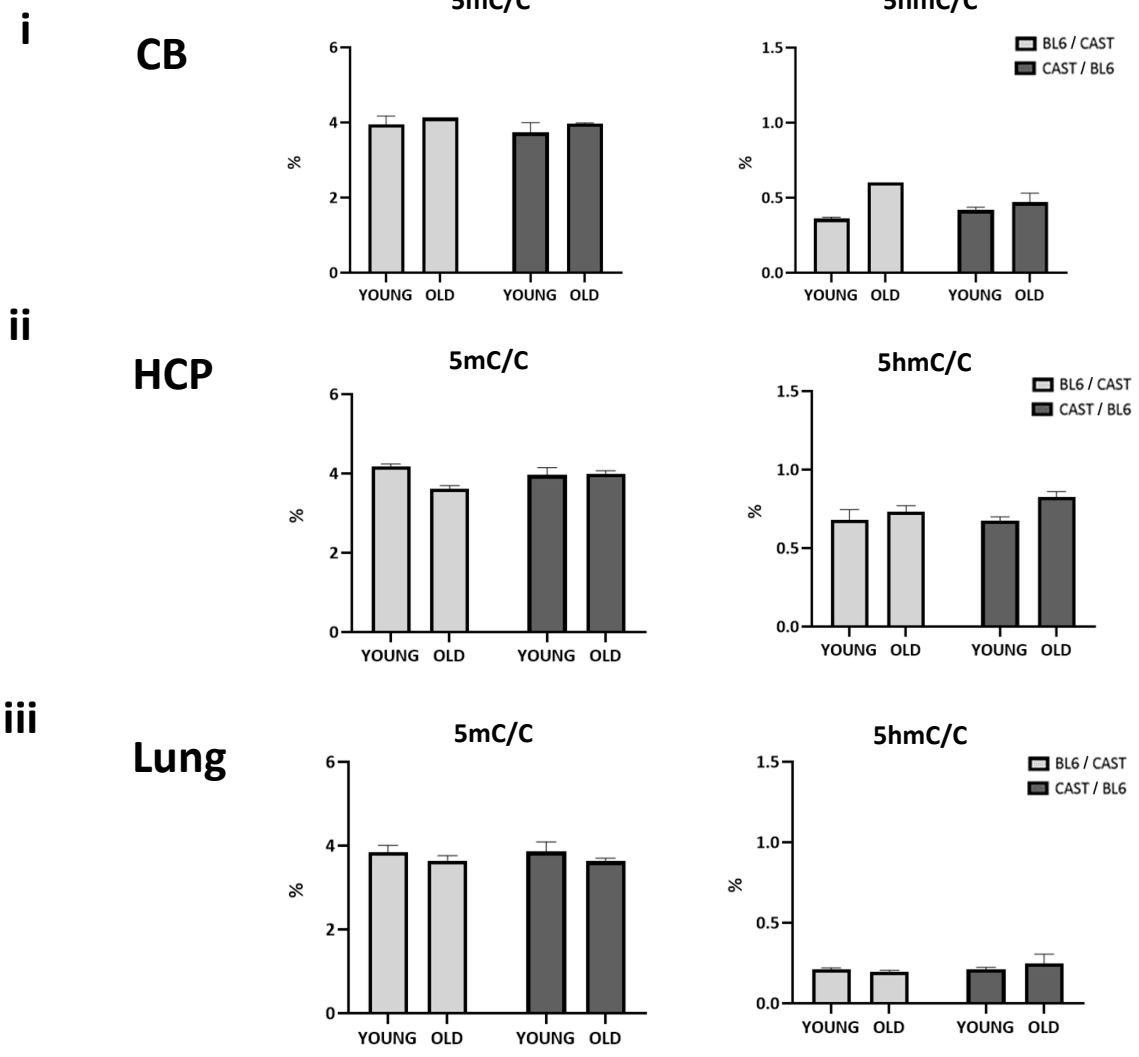 5mC/C
5hmC/C
i
CB
6
4
2
0
%
YOUNG OLD YOUNG OLD
1.5
1.0
0.5
0.0
%
YOUNG OLD YOUNG OLD
BL6 / CAST
CAST / BL6
ii
HCP
5mC/C
6
4
2
0
%
YOUNG OLD YOUNG OLD
5hmC/C
1.5
1.0
0.5
0.0
%
YOUNG OLD YOUNG OLD
BL6 / CAST
CAST / BL6
iii
Lung
5mC/C
6
4
2
0
%
YOUNG OLD YOUNG OLD
5hmC/C
1.5
1.0
0.5
0.0
%
YOUNG OLD YOUNG OLD
BL6 / CAST
CAST / BL6